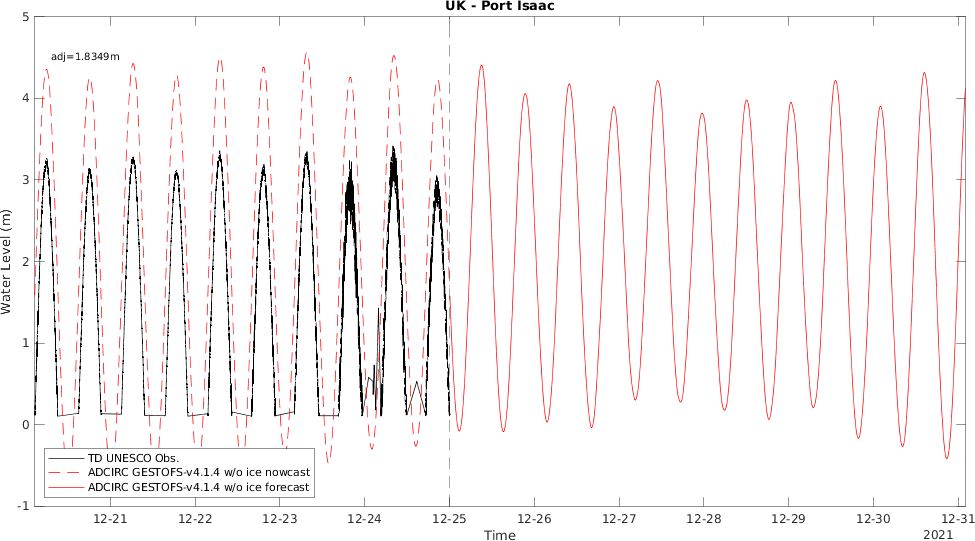 UK - Port Isaac
adj=1.8349m
5
4
3
2
1
0
-1
Water Level (m)
TD UNESCO Obs.
ADCIRC GESTOFS-v4.1.4 w/o ice nowcast
ADCIRC GESTOFS-v4.1.4 w/o ice forecast
12-21 12-22 12-23 12-24 12-25 12-26 12-27 12-28 12-29 12-30 12-31
Time
2021